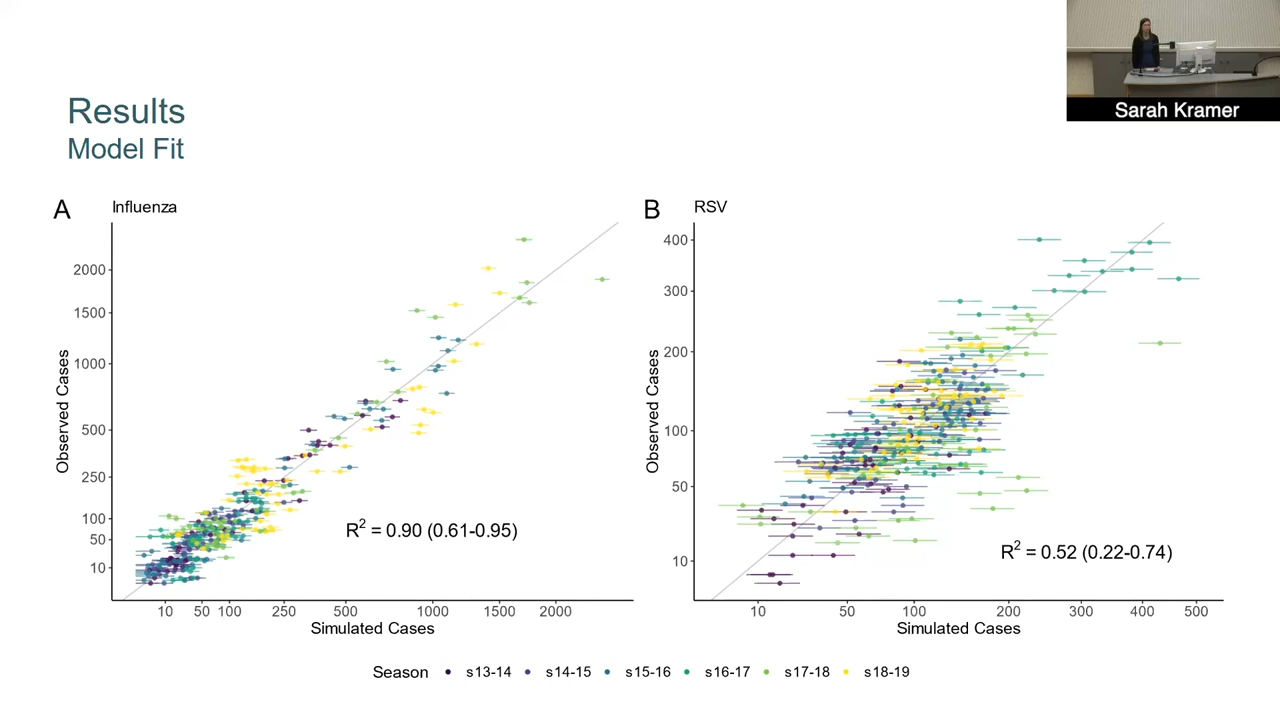 Sarah Kramer
Results
Model Fit
A
Influenza
B
RSV
Observed Cases
2000
1500
1000
500
250
100
50
10
R² = 0.90 (0.61-0.95)
10 50 100 250 500 1000 1500 2000
Simulated Cases
Observed Cases
400
300
200
100
50
10
R² = 0.52 (0.22-0.74)
10 50 100 200 300 400 500
Simulated Cases
Season s13-14 s14-15 s15-16 s16-17 s17-18 s18-19